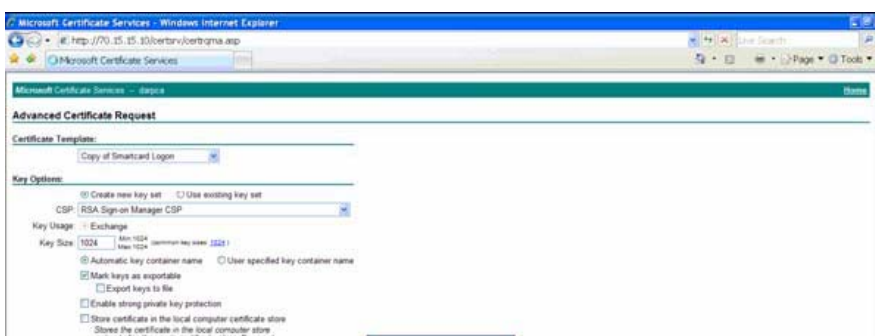 Microsoft Certificate Services - Windows Internet Explorer
http://70.15.15.10/certsrv/certrqma.asp
Live Search
Microsoft Certificate Services
Page Tools
Microsoft Certificate Services -- darpca Home
Advanced Certificate Request
Certificate Template:
Copy of Smartcard Logon
Key Options:
Create new key set Use existing key set
CSP: RSA Sign-on Manager CSP
Key Usage: Exchange
Key Size: 1024 Min: 1024 Max: 1024 (common key sizes: 1024 )
Automatic key container name User specified key container name
Mark keys as exportable
Export keys to file
Enable strong private key protection
Store certificate in the local computer certificate store
Stores the certificate in the local computer store